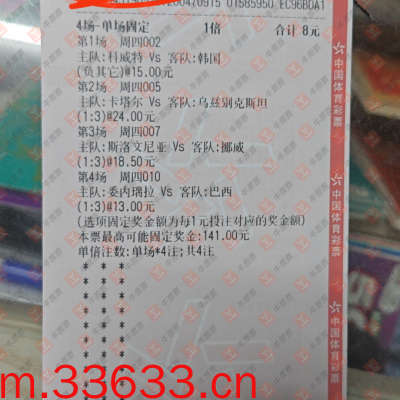 4场-单场固定 1倍 合计 8元
第1场 周四002
主队:科威特 Vs 客队:韩国
(负其它)@15.00元
第2场 周四005
主队:卡塔尔 Vs 客队:乌兹别克斯坦
(1:3)@24.00元
第3场 周四007
主队:斯洛文尼亚 Vs 客队:挪威
(1:3)@18.50元
第4场 周四010
主队:委内瑞拉 Vs 客队:巴西
(1:3)@13.00元
(选项固定奖金额为每1元投注对应的奖金额)
本票最高可能固定奖金:141.00元
单倍注数:单场*4注;共4注
中国体育彩票
中国体育彩票
中国体育彩票
m.33633.cn